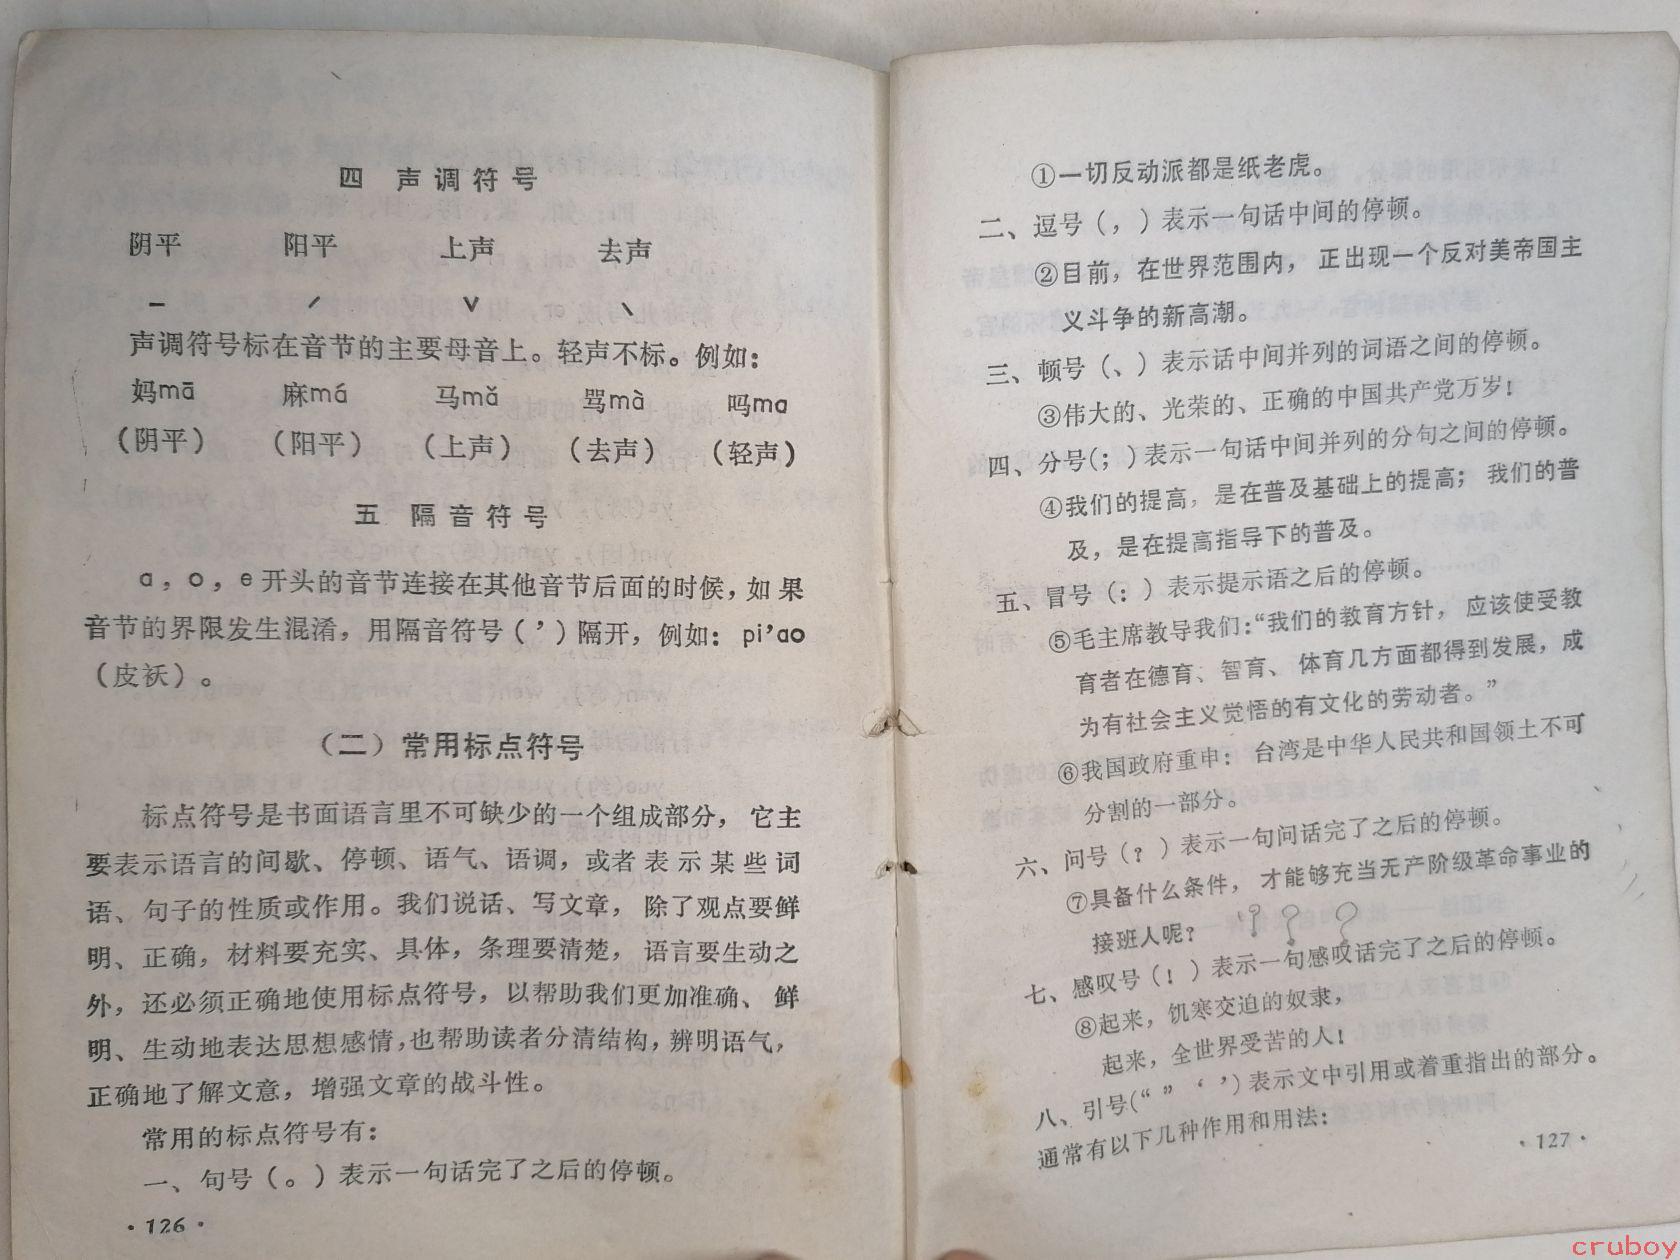 四 声调符号
阴平 阳平 上声 去声
ˉ ˊ ˇ ˋ
声调符号标在音节的主要母音上。轻声不标。例如：
妈mā 麻má 马mǎ 骂mà 吗ma
（阴平） （阳平） （上声） （去声） （轻声）
五 隔音符号
a，o，e开头的音节连接在其他音节后面的时候，如果
音节的界限发生混淆，用隔音符号（’）隔开，例如：pi’ao
（皮袄）。
（二）常用标点符号
标点符号是书面语言里不可缺少的一个组成部分，它主
要表示语言的间歇、停顿、语气、语调，或者表示某些词
语、句子的性质或作用。我们说话、写文章，除了观点要鲜
明、正确，材料要充实、具体，条理要清楚，语言要生动之
外，还必须正确地使用标点符号，以帮助我们更加准确、鲜
明、生动地表达思想感情，也帮助读者分清结构，辨明语气，
正确地了解文意，增强文章的战斗性。
常用的标点符号有：
一、句号（。）表示一句话完了之后的停顿。
·126·
①一切反动派都是纸老虎。
二、逗号（，）表示一句话中间的停顿。
②目前，在世界范围内，正出现一个反对美帝国主
义斗争的新高潮。
三、顿号（、）表示话中间并列的词语之间的停顿。
③伟大的、光荣的、正确的中国共产党万岁！
四、分号（；）表示一句话中间并列的分句之间的停顿。
④我们的提高，是在普及基础上的提高；我们的普
及，是在提高指导下的普及。
五、冒号（：）表示提示语之后的停顿。
⑤毛主席教导我们：“我们的教育方针，应该使受教
育者在德育、智育、体育几方面都得到发展，成
为有社会主义觉悟的有文化的劳动者。”
⑥我国政府重申：台湾是中华人民共和国领土不可
分割的一部分。
六、问号（？）表示一句问话完了之后的停顿。
⑦具备什么条件，才能够充当无产阶级革命事业的
接班人呢？ ？ ？ ？
七、感叹号（！）表示一句感叹话完了之后的停顿。
⑧起来，饥寒交迫的奴隶，
起来，全世界受苦的人！
八、引号（“ ” ‘ ’）表示文中引用或着重指出的部分。
通常有以下几种作用和用法：
·127·
cruboy